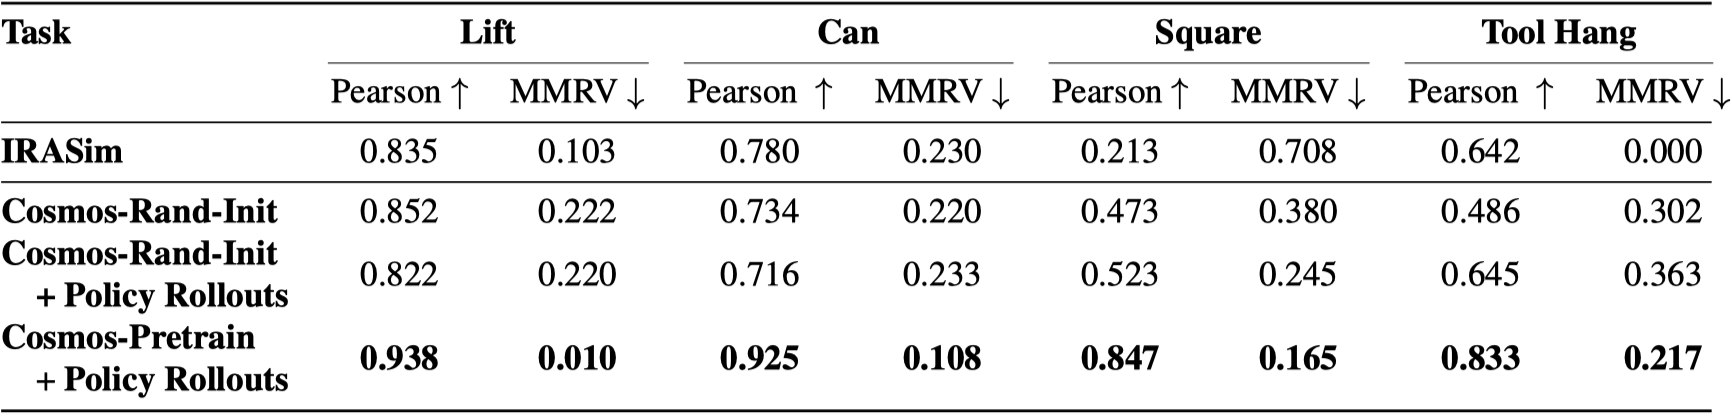 Task Lift Can Square Tool Hang
Pearson ↑ MMRV ↓ Pearson ↑ MMRV ↓ Pearson ↑ MMRV ↓ Pearson ↑ MMRV ↓
IRASim 0.835 0.103 0.780 0.230 0.213 0.708 0.642 0.000
Cosmos-Rand-Init 0.852 0.222 0.734 0.220 0.473 0.380 0.486 0.302
Cosmos-Rand-Init
+ Policy Rollouts 0.822 0.220 0.716 0.233 0.523 0.245 0.645 0.363
Cosmos-Pretrain
+ Policy Rollouts 0.938 0.010 0.925 0.108 0.847 0.165 0.833 0.217